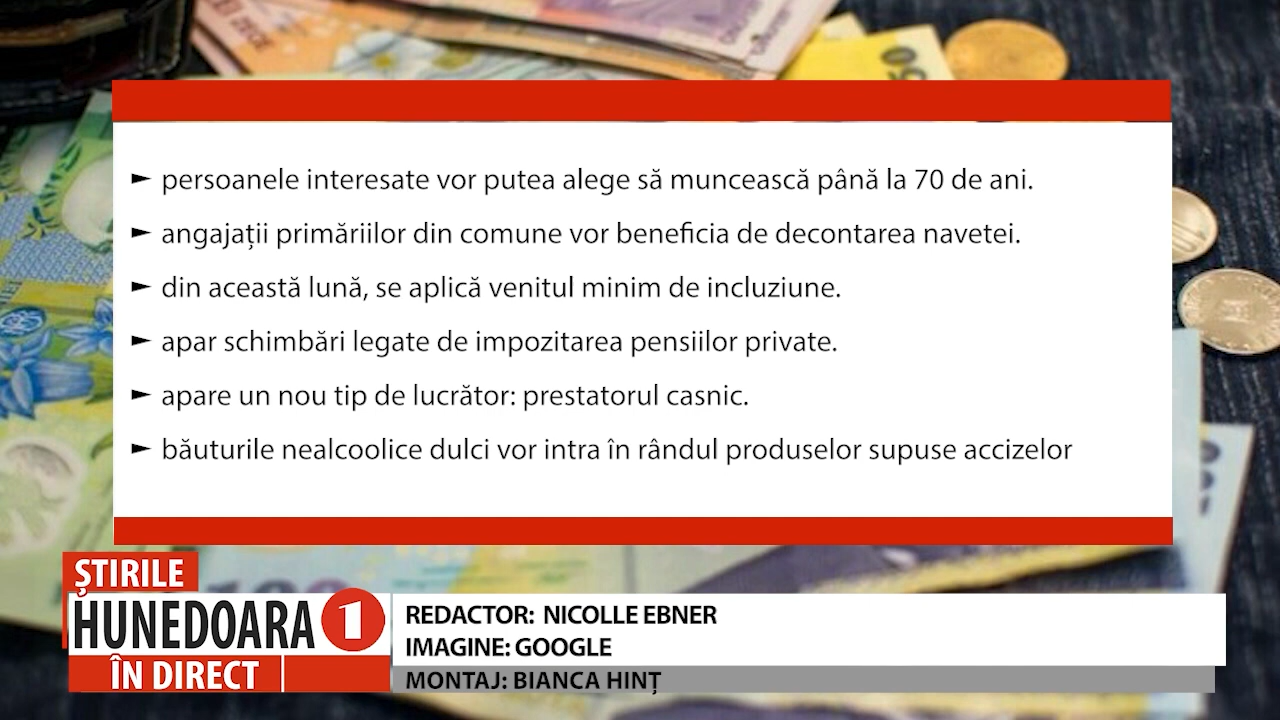 ► persoanele interesate vor putea alege să muncească până la 70 de ani.
► angajații primăriilor din comune vor beneficia de decontarea navetei.
► din această lună, se aplică venitul minim de incluziune.
► apar schimbări legate de impozitarea pensiilor private.
► apare un nou tip de lucrător: prestatorul casnic.
► băuturile nealcoolice dulci vor intra în rândul produselor supuse accizelor
ȘTIRILE
HUNEDOARA 1
ÎN DIRECT
REDACTOR: NICOLLE EBNER
IMAGINE: GOOGLE
MONTAJ: BIANCA HINȚ